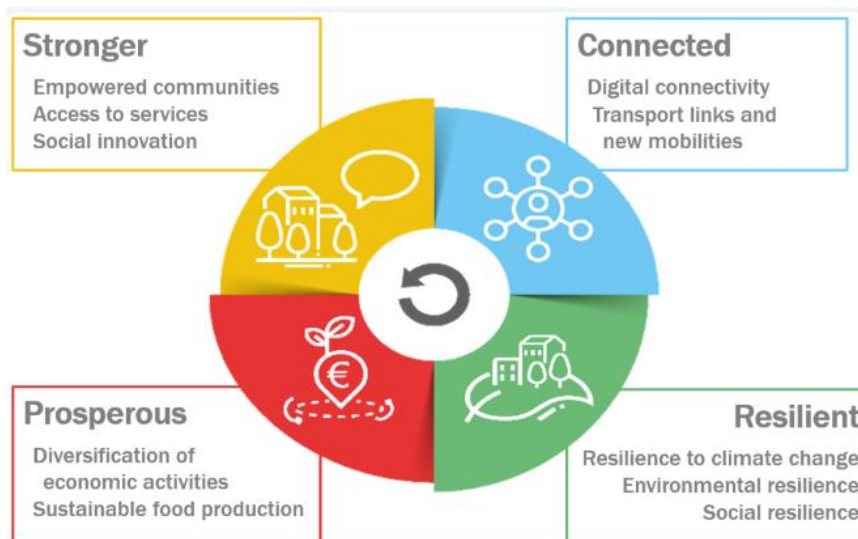 Stronger
Empowered communities
Access to services
Social innovation
Connected
Digital connectivity
Transport links and
new mobilities
€
Prosperous
Diversification of
economic activities
Sustainable food production
Resilient
Resilience to climate change
Environmental resilience
Social resilience